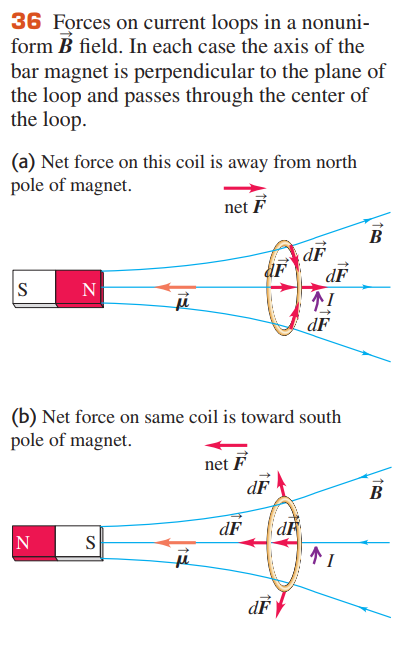 36 Forces on current loops in a nonuni-
form B⃗ field. In each case the axis of the
bar magnet is perpendicular to the plane of
the loop and passes through the center of
the loop.
(a) Net force on this coil is away from north
pole of magnet.
net F⃗
B⃗
dF⃗
dF⃗
dF⃗
S N
μ⃗
I
dF⃗
(b) Net force on same coil is toward south
pole of magnet.
net F⃗
dF⃗
B⃗
dF⃗
dF⃗
N S
μ⃗
I
dF⃗